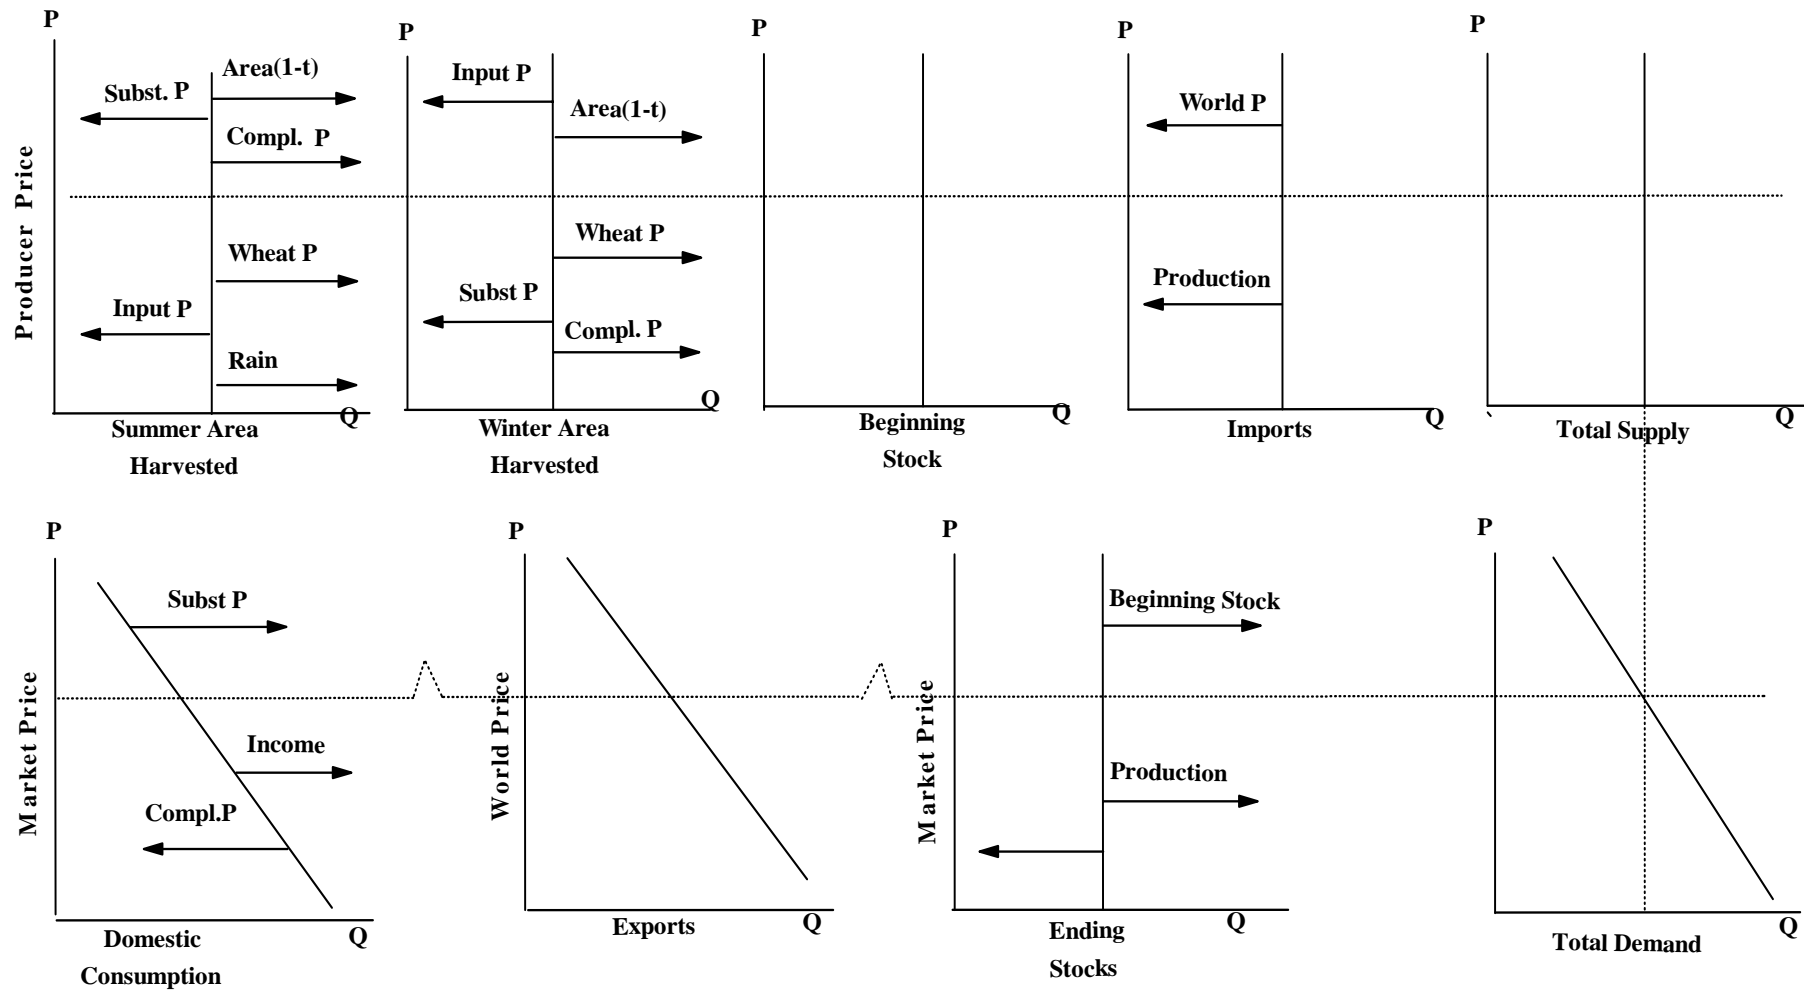 P
Area(1-t)
Subst. P
Compl. P
Wheat P
Input P
Rain
Q
Summer Area
Harvested
Producer Price
P
Input P
Area(1-t)
Wheat P
Subst P
Compl. P
Q
Winter Area
Harvested
P
Q
Beginning
Stock
P
World P
Production
Q
Imports
P
Q
Total Supply
P
Subst P
Income
Compl.P
Market Price
Q
Domestic
Consumption
P
World Price
Q
Exports
P
Beginning Stock
Production
Market Price
Q
Ending
Stocks
P
Q
Total Demand